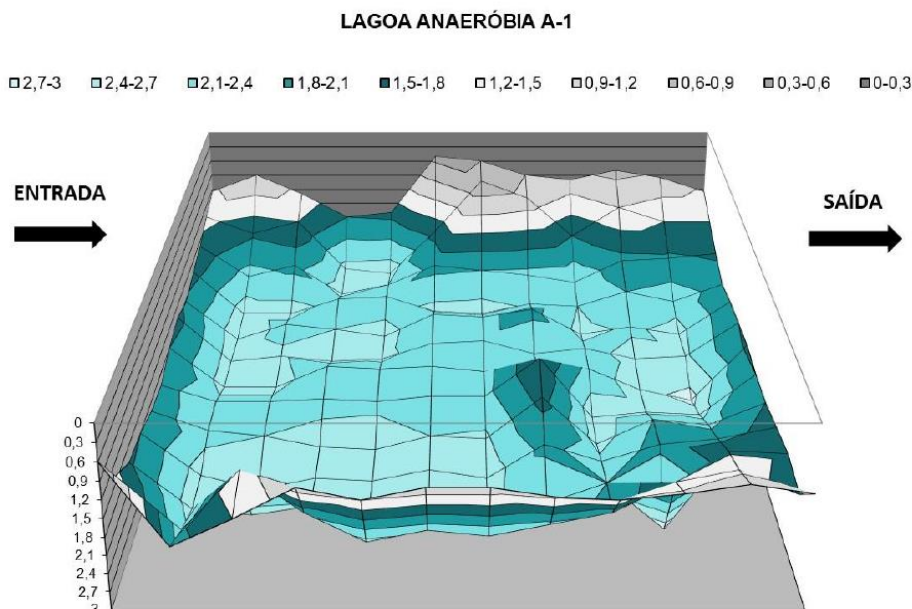 LAGOA ANAERÓBIA A-1
2,7-3 2,4-2,7 2,1-2,4 1,8-2,1 1,5-1,8 1,2-1,5 0,9-1,2 0,6-0,9 0,3-0,6 0-0,3
ENTRADA
SAÍDA
0
0,3
0,6
0,9
1,2
1,5
1,8
2,1
2,4
2,7
3